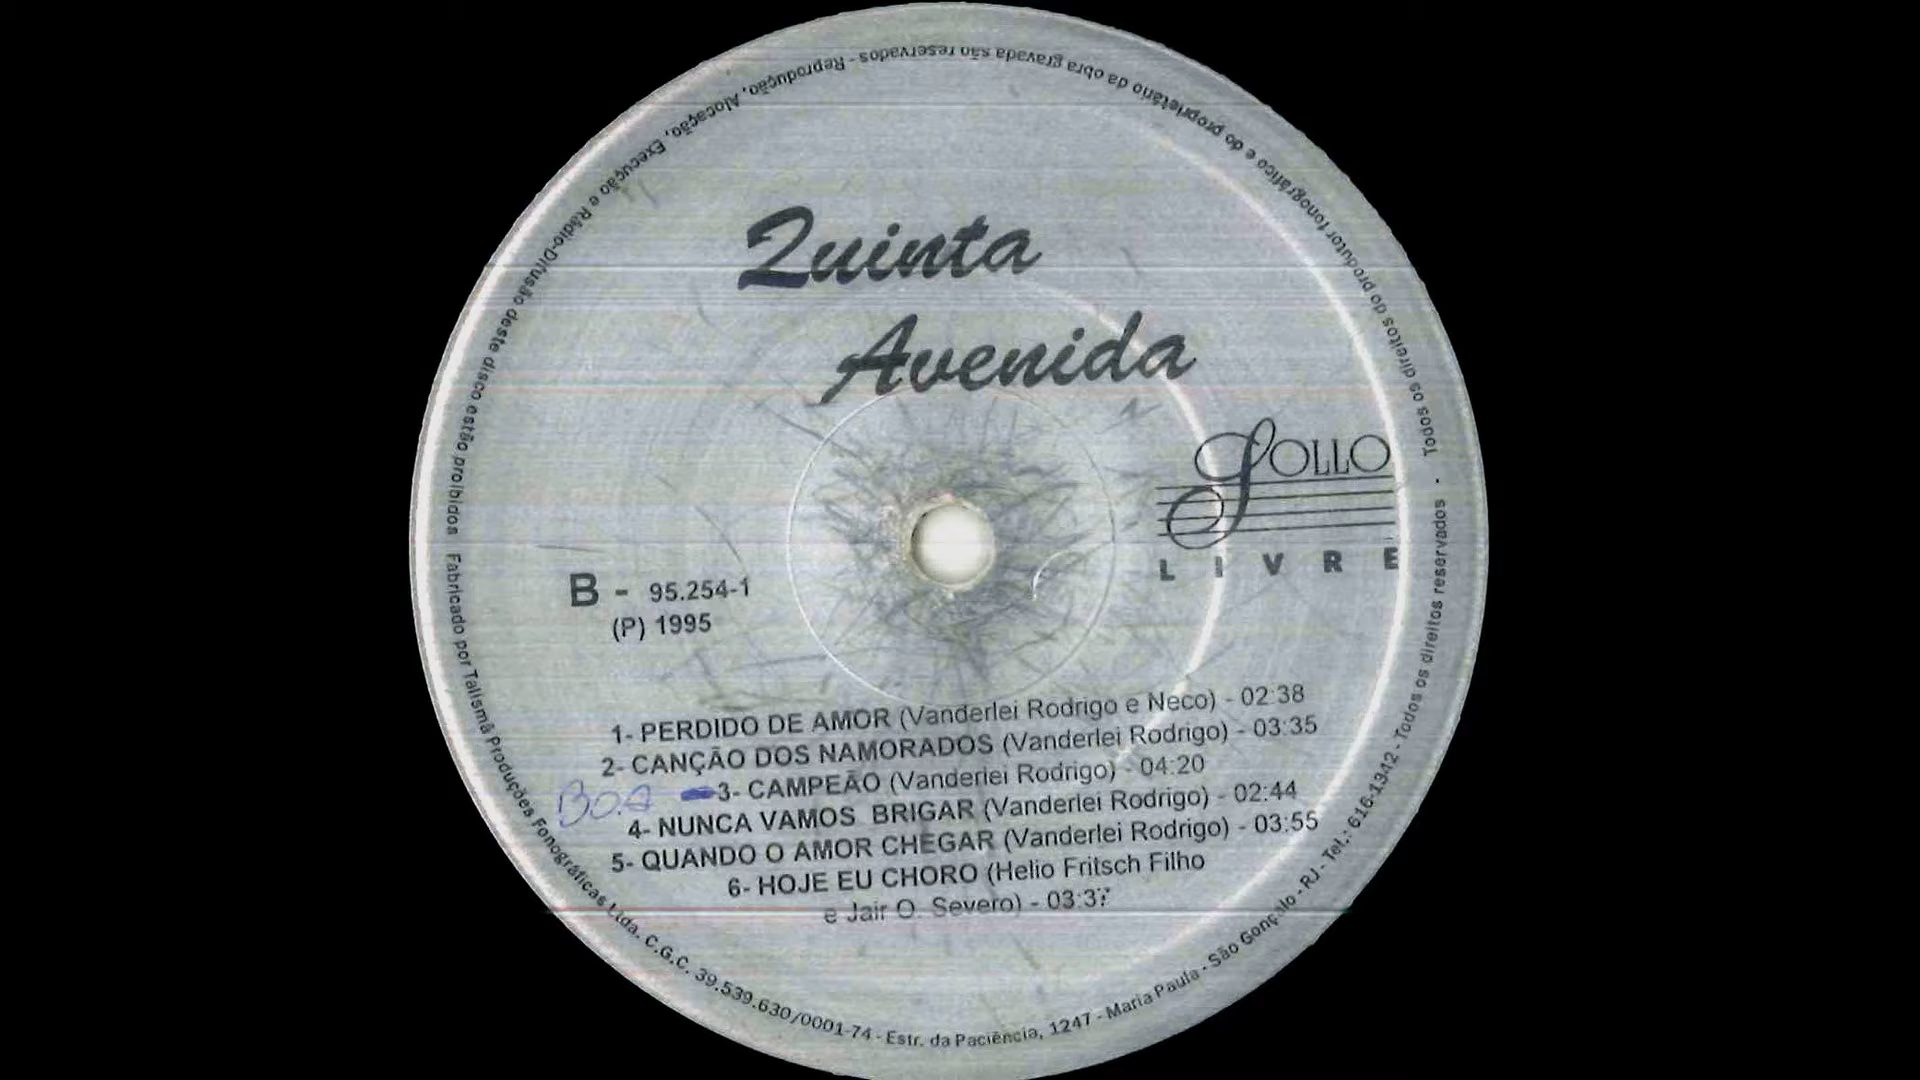 Quinta
Avenida
SOLLO
LIVRE
B - 95.254-1
(P) 1995
1- PERDIDO DE AMOR (Vanderlei Rodrigo e Neco) - 02:38
2- CANÇÃO DOS NAMORADOS (Vanderlei Rodrigo) - 03:35
BOA 3- CAMPEÃO (Vanderlei Rodrigo) - 04:20
4- NUNCA VAMOS BRIGAR (Vanderlei Rodrigo) - 02:44
5- QUANDO O AMOR CHEGAR (Vanderlei Rodrigo) - 03:55
6- HOJE EU CHORO (Helio Fritsch Filho
e Jair O. Severo) - 03:37
Fabricado por Talismã Produções Fonográficas Ltda. C.G.C. 39.539.630/0001-74 - Estr. da Paciência, 1247 - Maria Paula - São Gonçalo - RJ - Tel.: 616-1342 - Todos os direitos reservados - Todos os direitos do produtor fonográfico e do proprietário da obra gravada são reservados - Reprodução, Alocação, Execução e Rádio-Difusão deste disco estão proibidos